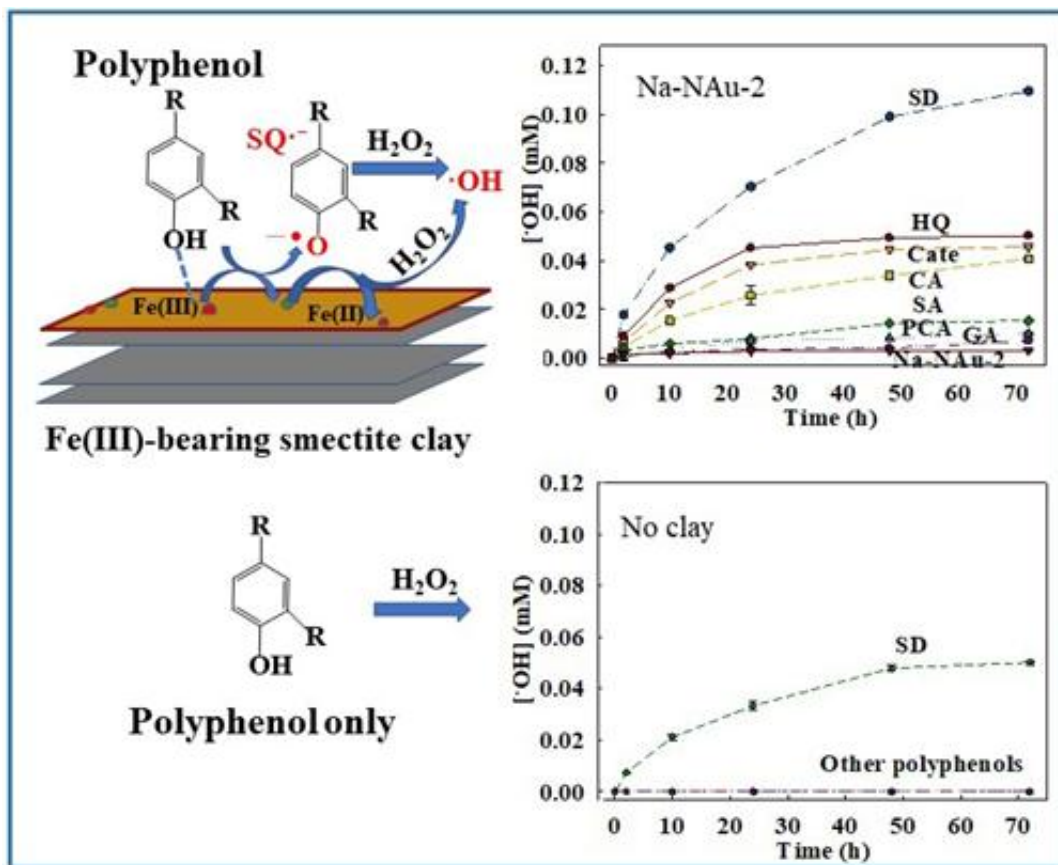 Polyphenol
R
R
OH
SQ·⁻
R
R
O
H₂O₂
·OH
H₂O₂
Fe(III)
Fe(II)
Fe(III)-bearing smectite clay
Na-NAu-2
SD
HQ
Cate
CA
SA
PCA
GA
Na-NAu-2
[·OH] (mM)
0.12
0.10
0.08
0.06
0.04
0.02
0.00
0 10 20 30 40 50 60 70
Time (h)
R
R
OH
H₂O₂
Polyphenol only
No clay
SD
Other polyphenols
[·OH] (mM)
0.12
0.10
0.08
0.06
0.04
0.02
0.00
0 10 20 30 40 50 60 70
Time (h)